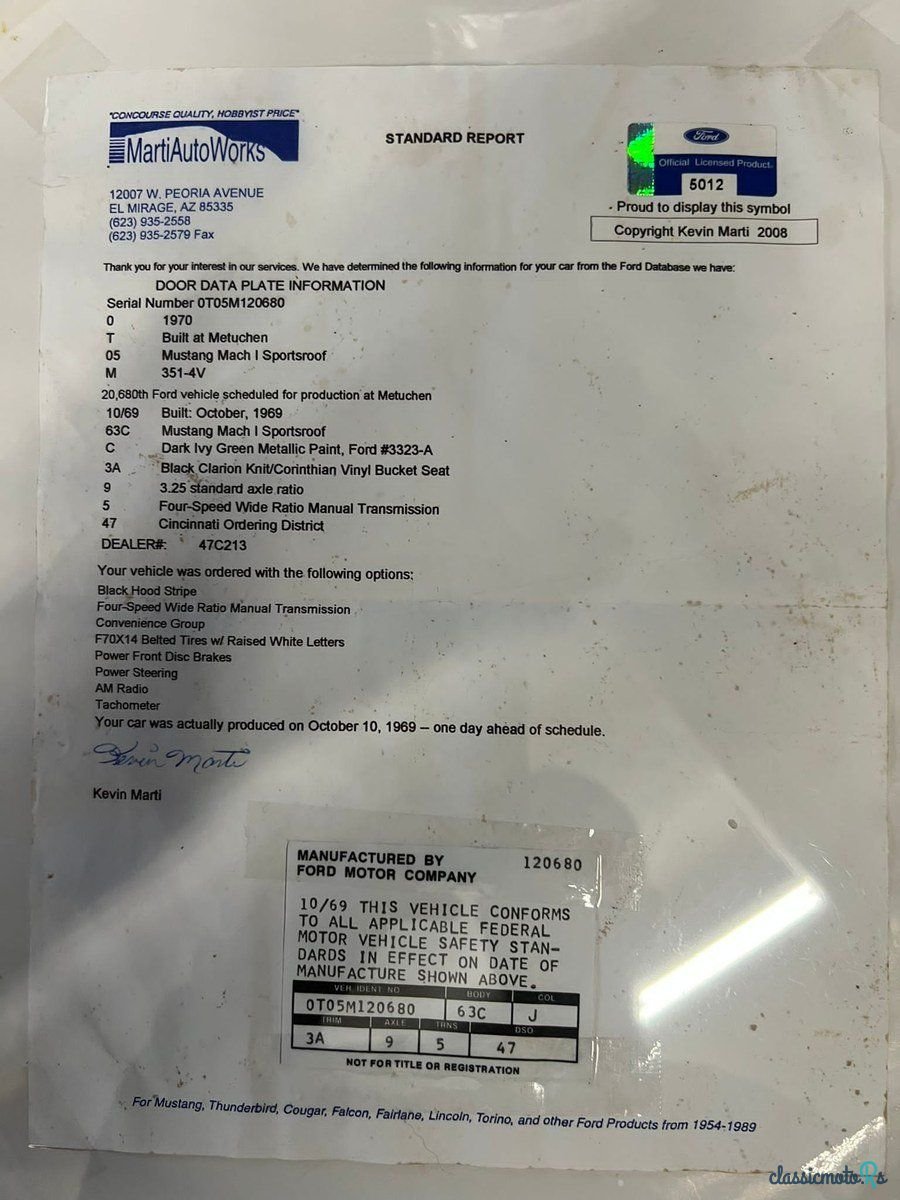 "CONCOURSE QUALITY, HOBBYIST PRICE"
MartiAutoWorks
12007 W. PEORIA AVENUE
EL MIRAGE, AZ 85335
(623) 935-2558
(623) 935-2579 Fax
STANDARD REPORT
Ford
Official Licensed Product
5012
Proud to display this symbol
Copyright Kevin Marti 2008
Thank you for your interest in our services. We have determined the following information for your car from the Ford Database we have:
DOOR DATA PLATE INFORMATION
Serial Number 0T05M120680
0 1970
T Built at Metuchen
05 Mustang Mach I Sportsroof
M 351-4V
20,680th Ford vehicle scheduled for production at Metuchen
10/69 Built: October, 1969
63C Mustang Mach I Sportsroof
C Dark Ivy Green Metallic Paint, Ford #3323-A
3A Black Clarion Knit/Corinthian Vinyl Bucket Seat
9 3.25 standard axle ratio
5 Four-Speed Wide Ratio Manual Transmission
47 Cincinnati Ordering District
DEALER#: 47C213
Your vehicle was ordered with the following options:
Black Hood Stripe
Four-Speed Wide Ratio Manual Transmission
Convenience Group
F70X14 Belted Tires w/ Raised White Letters
Power Front Disc Brakes
Power Steering
AM Radio
Tachometer
Your car was actually produced on October 10, 1969 – one day ahead of schedule.
Kevin Marti
Kevin Marti
MANUFACTURED BY 120680
FORD MOTOR COMPANY
10/69 THIS VEHICLE CONFORMS
TO ALL APPLICABLE FEDERAL
MOTOR VEHICLE SAFETY STAN-
DARDS IN EFFECT ON DATE OF
MANUFACTURE SHOWN ABOVE.
VEH. IDENT NO BODY COL
0T05M120680 63C J
TRIM AXLE TRNS DSO
3A 9 5 47
NOT FOR TITLE OR REGISTRATION
For Mustang, Thunderbird, Cougar, Falcon, Fairlane, Lincoln, Torino, and other Ford Products from 1954-1989
classicmoto.Rs